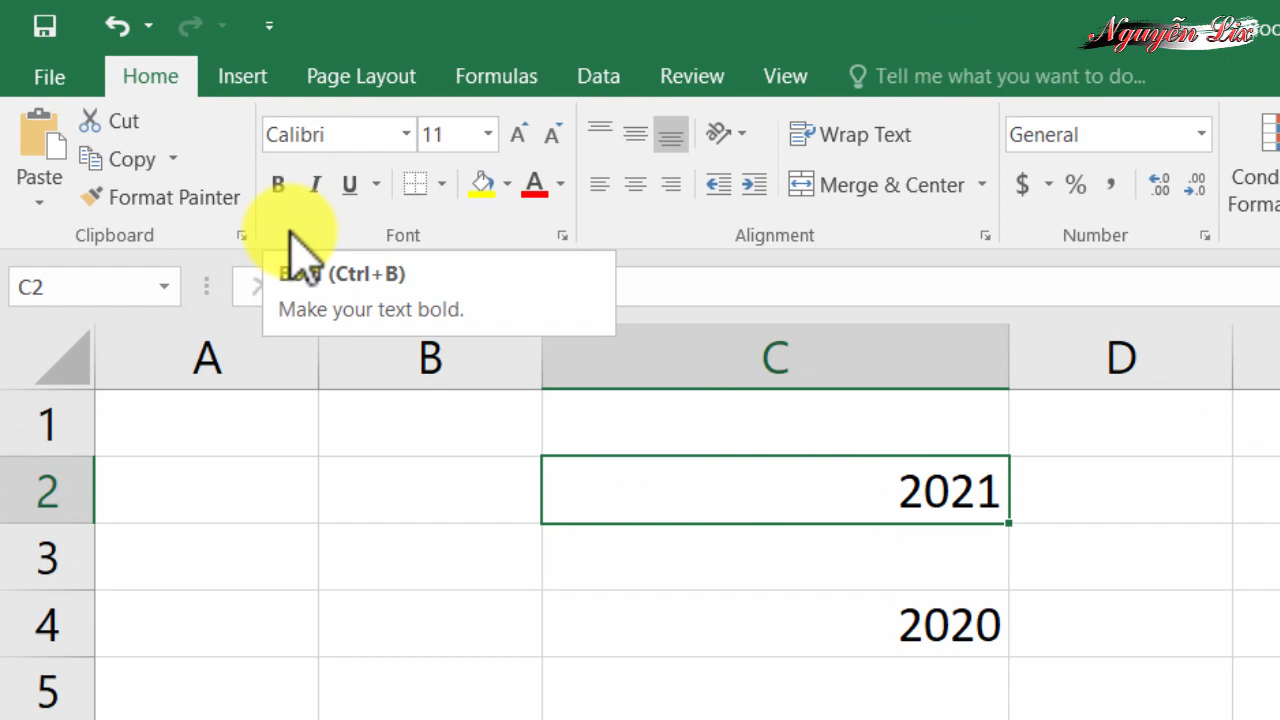 Nguyễn Lix
File Home Insert Page Layout Formulas Data Review View Tell me what you want to do...
Cut
Calibri 11 Wrap Text General
Copy
Paste
B I U A Merge & Center $ % , .00 .00
Format Painter
Clipboard Font Alignment Number
C2
(Ctrl+B)
Make your text bold.
A B C D
1
2 2021
3
4 2020
5